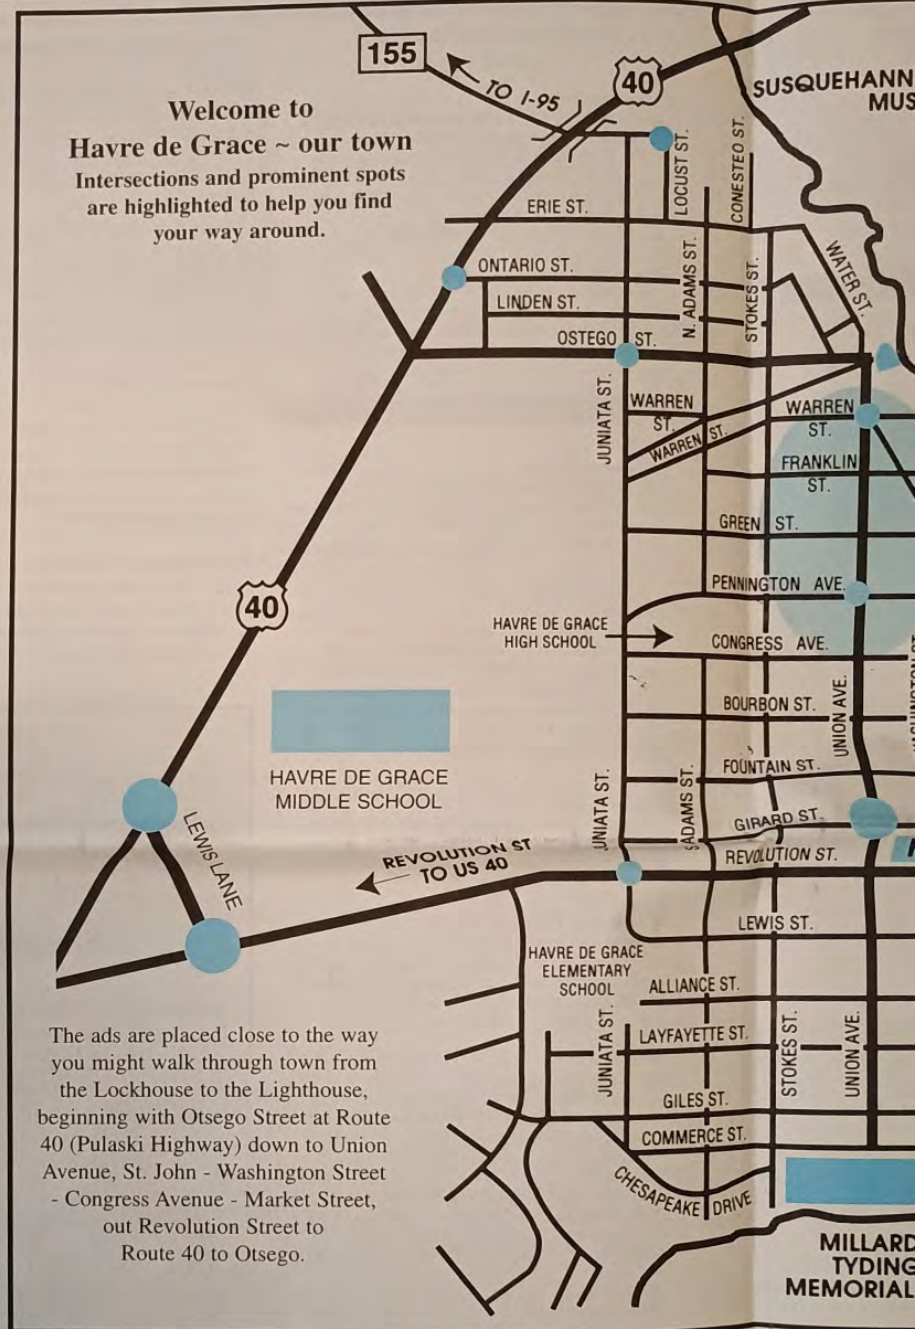 155
TO I-95
40
SUSQUEHANN
MUS
Welcome to
Havre de Grace ~ our town
Intersections and prominent spots
are highlighted to help you find
your way around.
LOCUST ST.
CONESTEO ST.
ERIE ST.
WATER ST.
ONTARIO ST.
N. ADAMS ST.
STOKES ST.
LINDEN ST.
OSTEGO ST.
JUNIATA ST.
WARREN
ST.
WARREN ST.
WARREN
ST.
FRANKLIN
ST.
GREEN ST.
PENNINGTON AVE.
40
HAVRE DE GRACE
HIGH SCHOOL
CONGRESS AVE.
BOURBON ST.
UNION AVE.
FOUNTAIN ST.
HAVRE DE GRACE
MIDDLE SCHOOL
UNIATA ST.
ADAMS ST.
GIRARD ST.
LEWIS LANE
REVOLUTION ST
TO US 40
REVOLUTION ST.
LEWIS ST.
HAVRE DE GRACE
ELEMENTARY
SCHOOL
ALLIANCE ST.
JUNIATA ST.
LAYFAYETTE ST.
STOKES ST.
UNION AVE.
GILES ST.
COMMERCE ST.
CHESAPEAKE DRIVE
The ads are placed close to the way
you might walk through town from
the Lockhouse to the Lighthouse,
beginning with Otsego Street at Route
40 (Pulaski Highway) down to Union
Avenue, St. John - Washington Street
- Congress Avenue - Market Street,
out Revolution Street to
Route 40 to Otsego.
MILLARD
TYDING
MEMORIAL